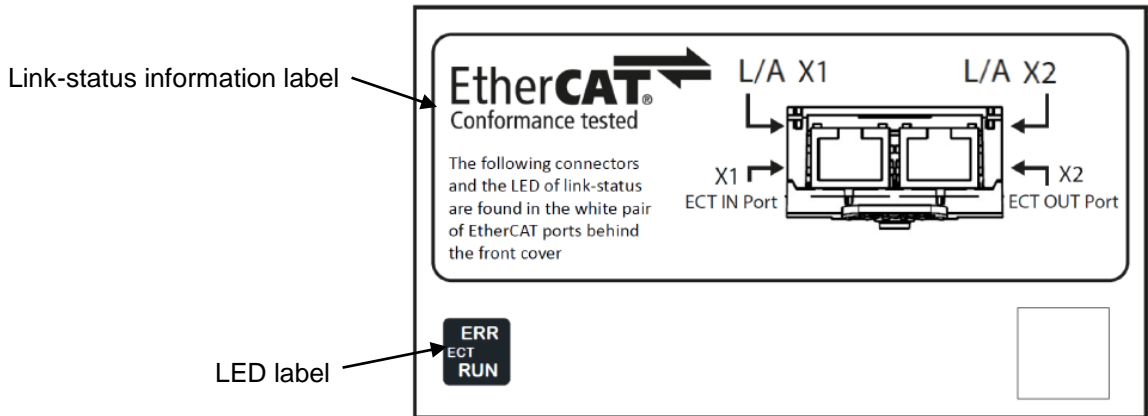 Link-status information label
EtherCAT®
Conformance tested
The following connectors
and the LED of link-status
are found in the white pair
of EtherCAT ports behind
the front cover
L/A X1
L/A X2
X1
ECT IN Port
X2
ECT OUT Port
LED label
ERR
ECT
RUN